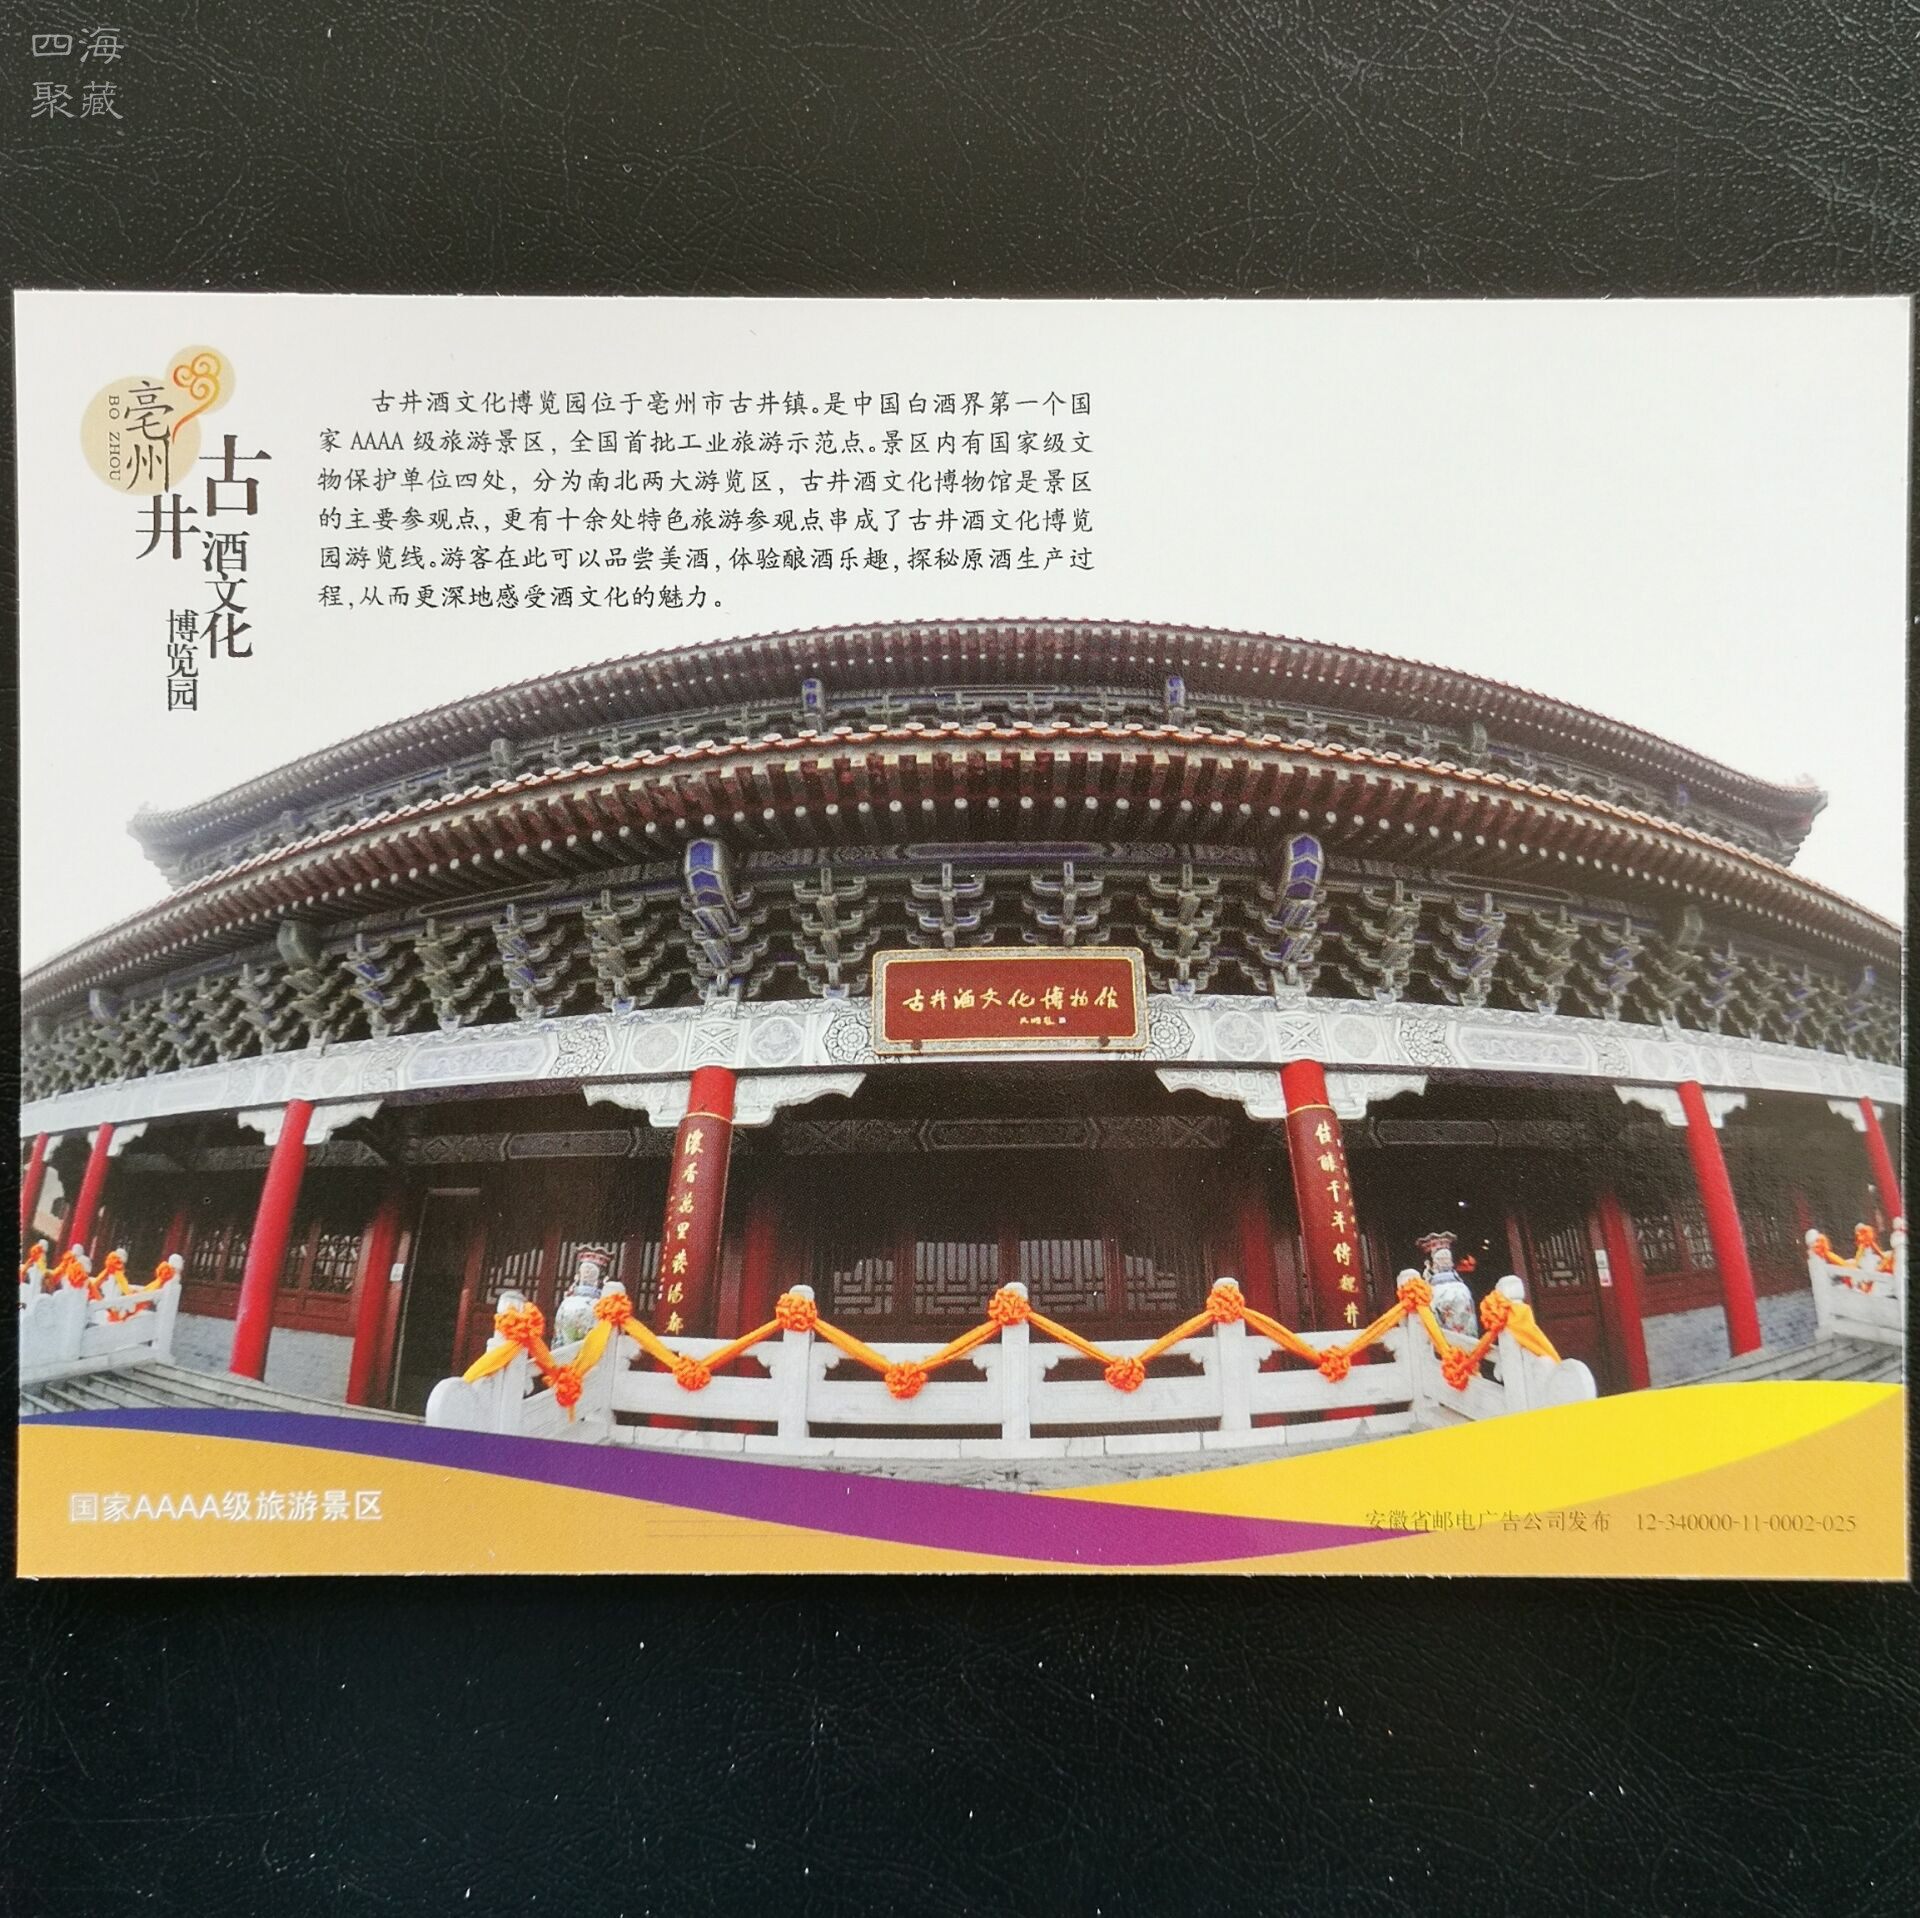 四海
聚藏
亳州
BO ZHOU
古井
酒文化
博览园
古井酒文化博览园位于亳州市古井镇。是中国白酒界第一个国
家 AAAA 级旅游景区，全国首批工业旅游示范点。景区内有国家级文
物保护单位四处，分为南北两大游览区，古井酒文化博物馆是景区
的主要参观点，更有十余处特色旅游参观点串成了古井酒文化博览
园游览线。游客在此可以品尝美酒，体验酿酒乐趣，探秘原酒生产过
程，从而更深地感受酒文化的魅力。
古井酒文化博物馆
佳酿千年傳魏井
濃香萬里發湯都
国家AAAA级旅游景区
安徽省邮电广告公司发布 12-340000-11-0002-025